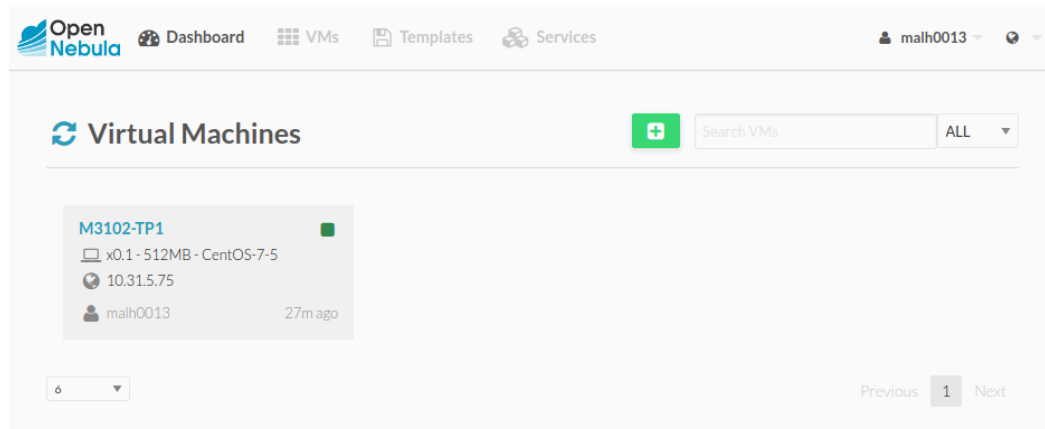 Open
Nebula Dashboard VMs Templates Services malh0013
Virtual Machines Search VMs ALL
M3102-TP1
x0.1 - 512MB - CentOS-7-5
10.31.5.75
malh0013 27m ago
6 Previous 1 Next